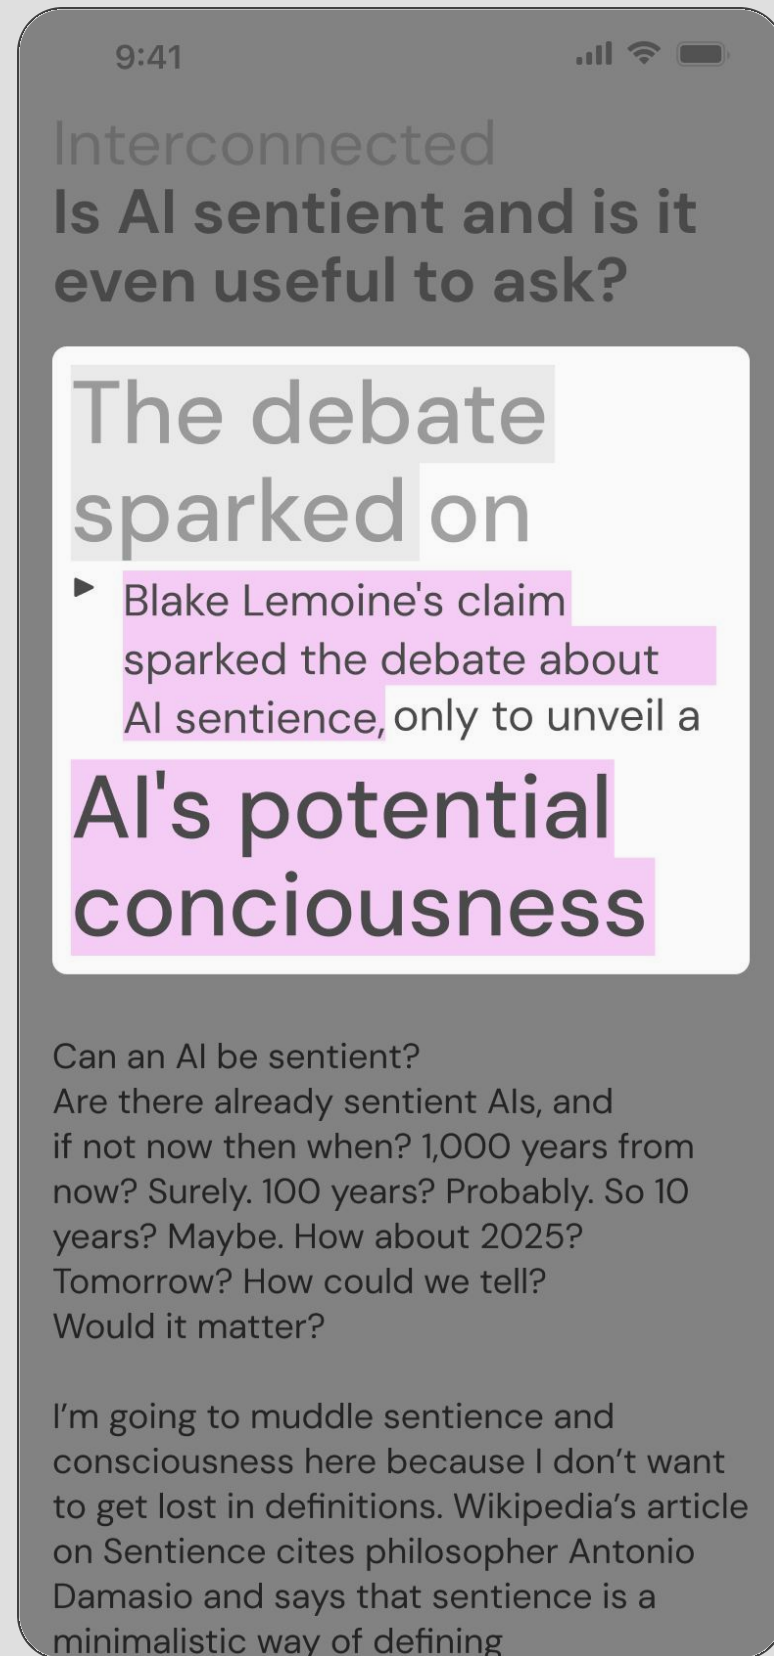 9:41
Interconnected
Is AI sentient and is it
even useful to ask?
The debate
sparked on
Blake Lemoine's claim
sparked the debate about
AI sentience, only to unveil a
AI's potential
conciousness
Can an AI be sentient?
Are there already sentient AIs, and
if not now then when? 1,000 years from
now? Surely. 100 years? Probably. So 10
years? Maybe. How about 2025?
Tomorrow? How could we tell?
Would it matter?
I’m going to muddle sentience and
consciousness here because I don’t want
to get lost in definitions. Wikipedia’s article
on Sentience cites philosopher Antonio
Damasio and says that sentience is a
minimalistic way of defining